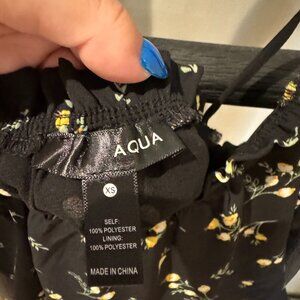 AQUA
XS
SELF:
100% POLYESTER
LINING:
100% POLYESTER
MADE IN CHINA